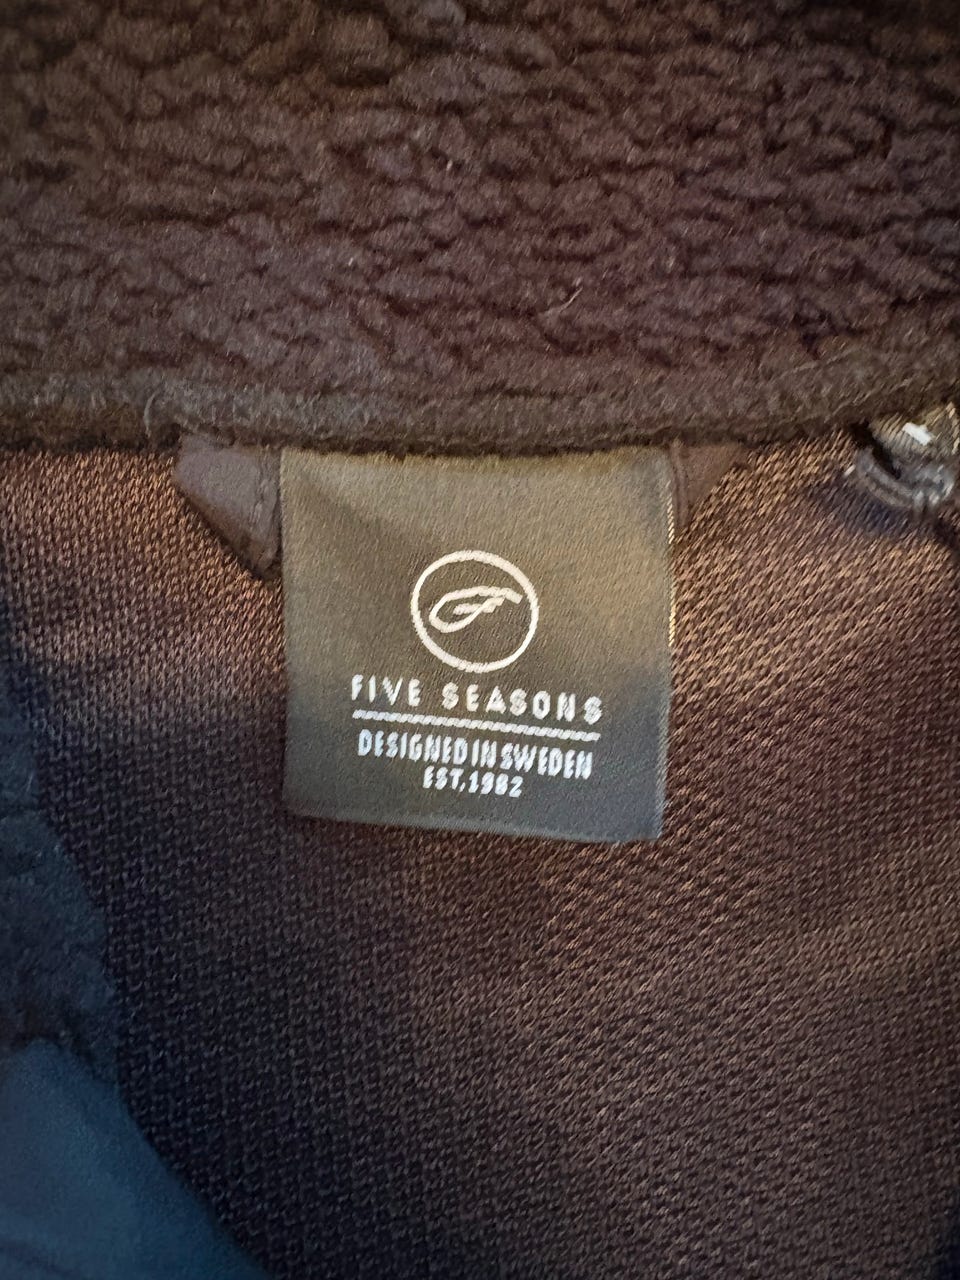 FIVE SEASONS
DESIGNED IN SWEDEN
EST.1982